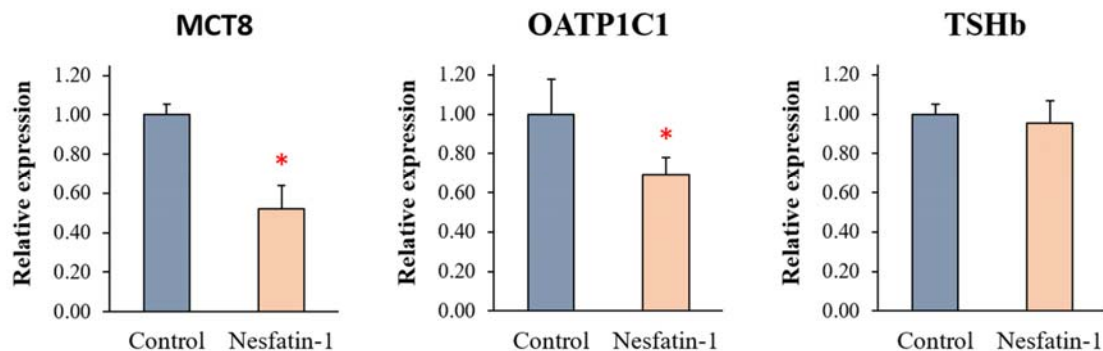 MCT8
Relative expression
1.20
1.00
0.80
0.60
0.40
0.20
0.00
*
Control Nesfatin-1
OATP1C1
Relative expression
1.20
1.00
0.80
0.60
0.40
0.20
0.00
*
Control Nesfatin-1
TSHb
Relative expression
1.20
1.00
0.80
0.60
0.40
0.20
0.00
Control Nesfatin-1